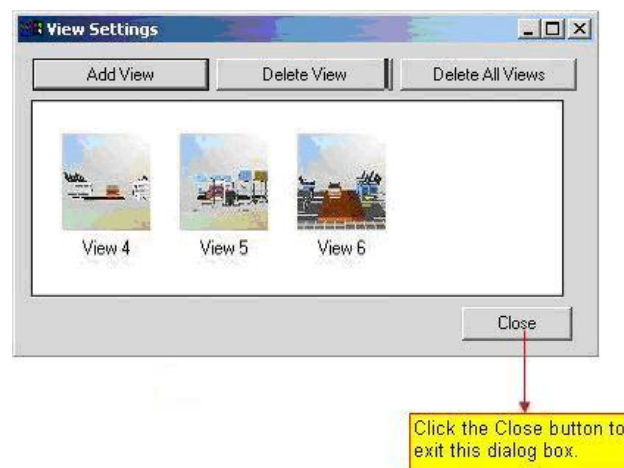 View Settings
Add View
Delete View
Delete All Views
View 4
View 5
View 6
Close
Click the Close button to
exit this dialog box.